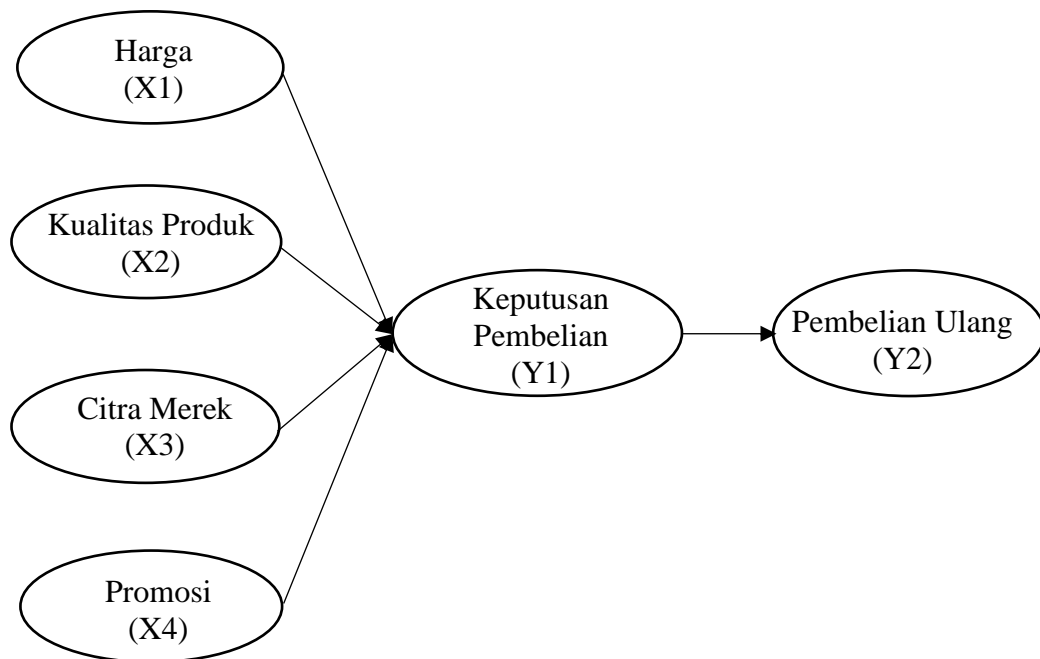 Harga
(X1)
Kualitas Produk
(X2)
Citra Merek
(X3)
Promosi
(X4)
Keputusan
Pembelian
(Y1)
Pembelian Ulang
(Y2)